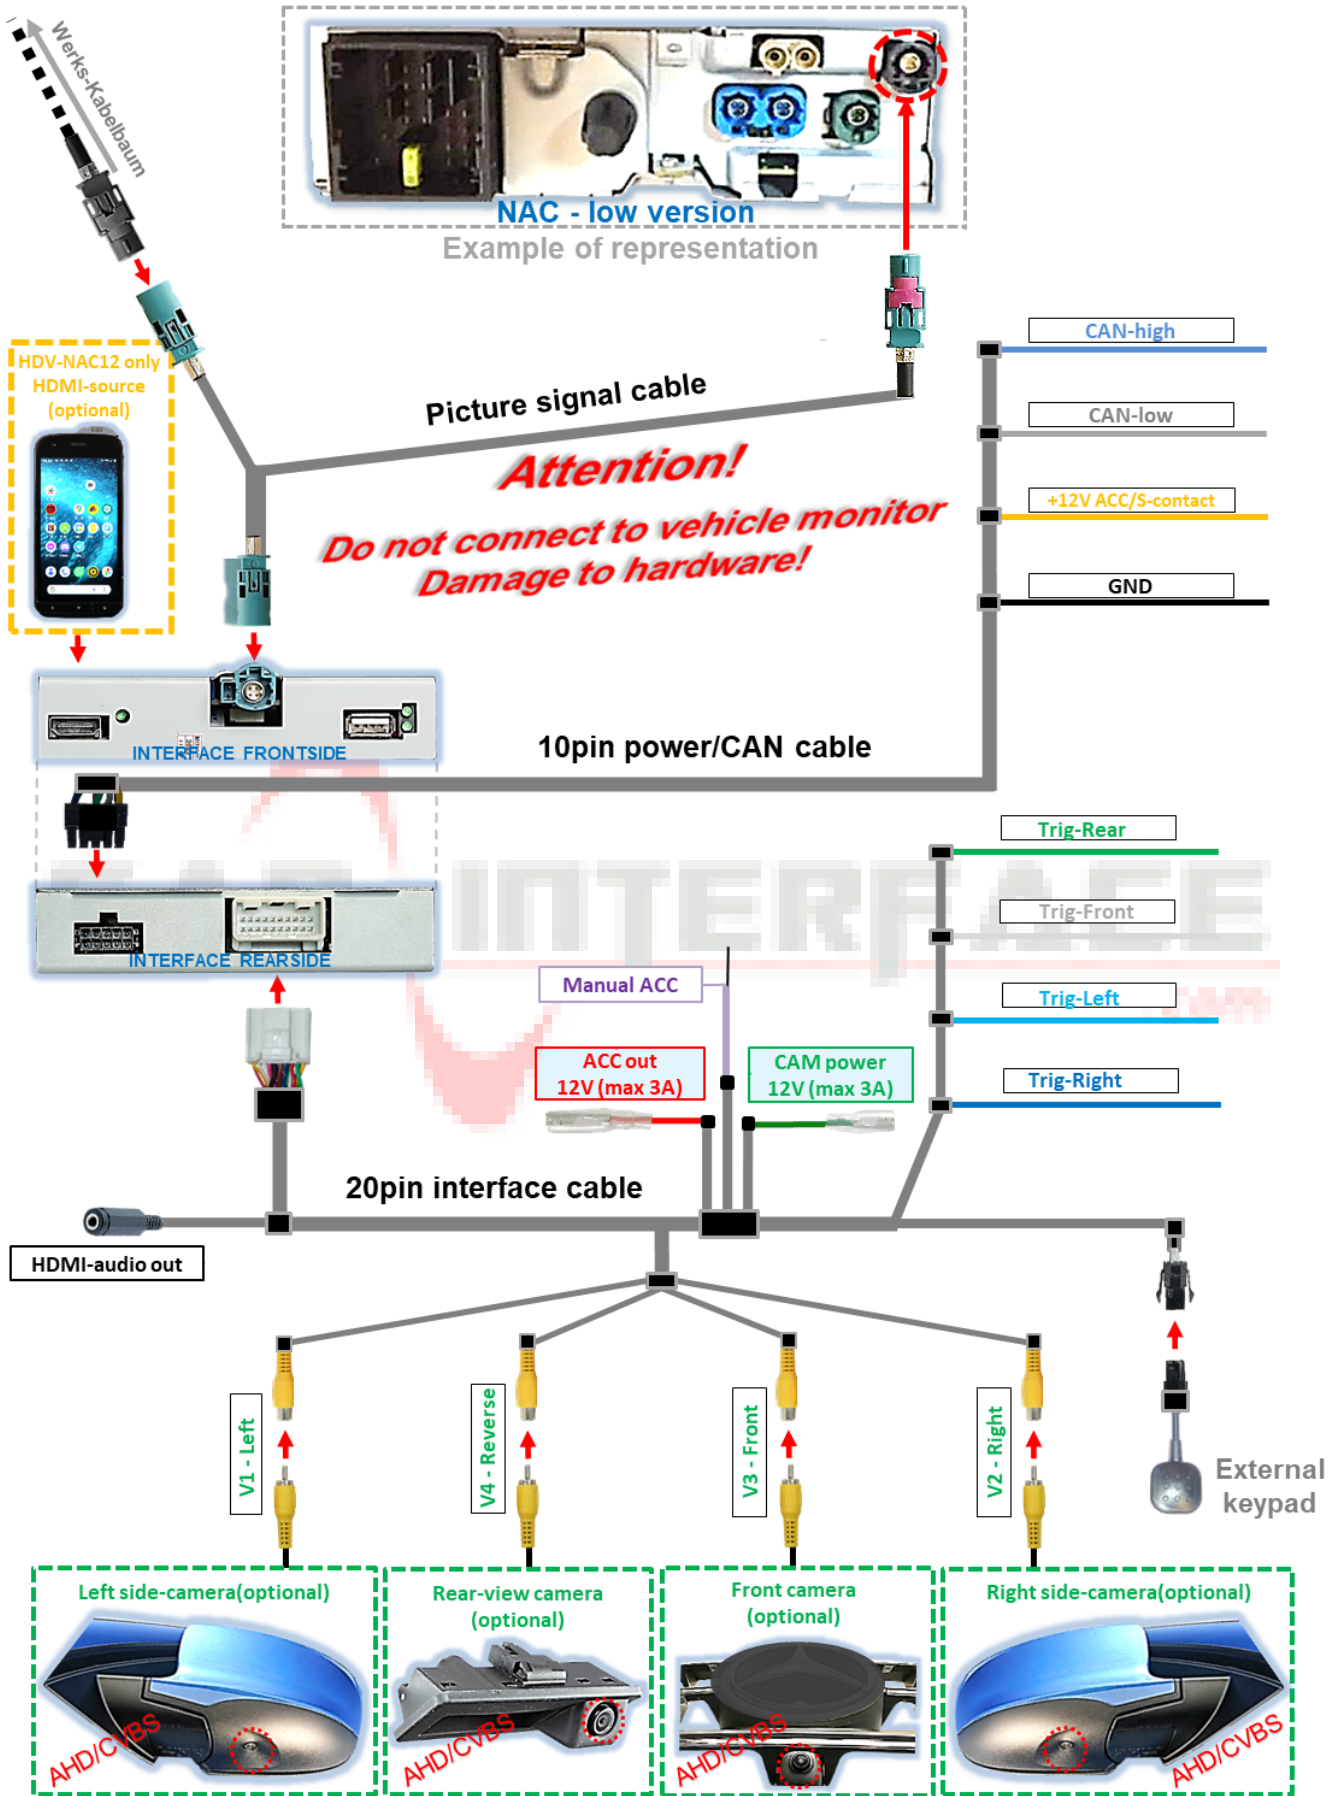 Werks-Kabelbaum
NAC - low version
Example of representation
HDV-NAC12 only
HDMI-source
(optional)
Picture signal cable
Attention!
Do not connect to vehicle monitor
Damage to hardware!
CAN-high
CAN-low
+12V ACC/S-contact
GND
INTERFACE FRONTSIDE
10pin power/CAN cable
INTERFACE REARSIDE
CAR INTERFACE
.com
Trig-Rear
Trig-Front
Trig-Left
Trig-Right
Manual ACC
ACC out
12V (max 3A)
CAM power
12V (max 3A)
20pin interface cable
HDMI-audio out
V1 - Left
V4 - Reverse
V3 - Front
V2 - Right
External
keypad
Left side-camera(optional)
AHD/CVBS
Rear-view camera
(optional)
AHD/CVBS
Front camera
(optional)
AHD/CVBS
Right side-camera(optional)
AHD/CVBS